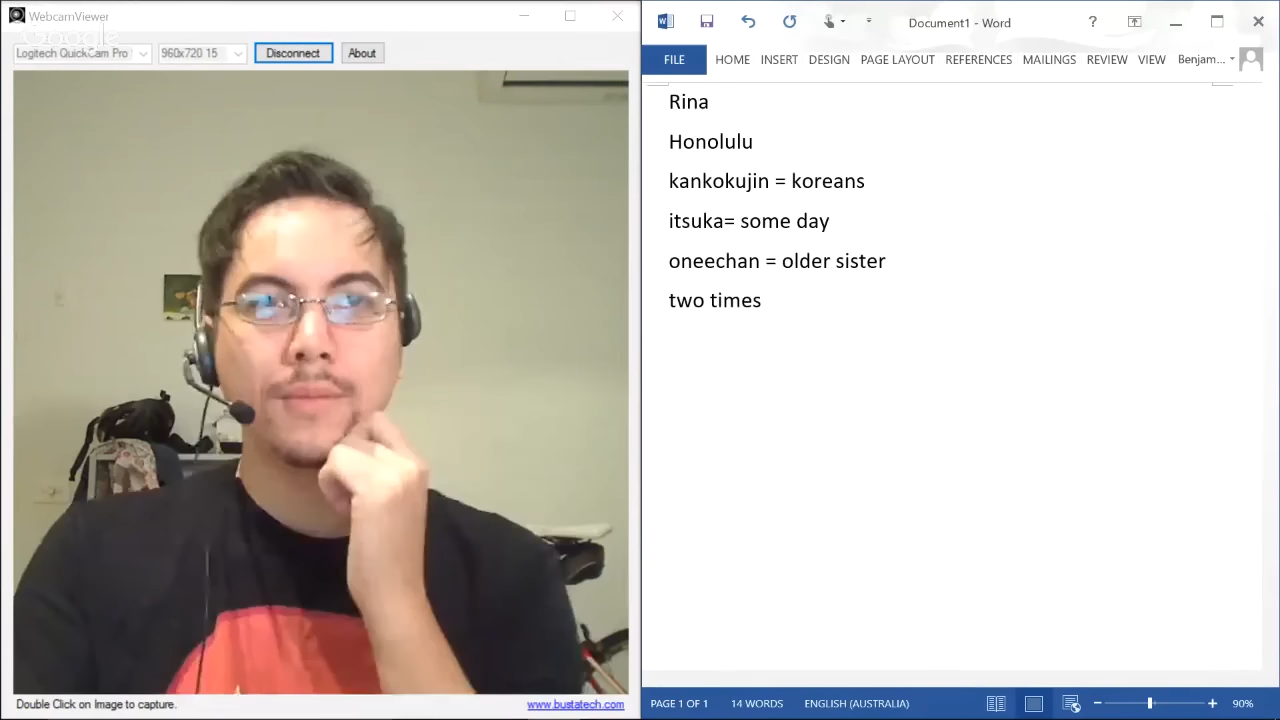 WebcamViewer
Google
Logitech QuickCam Pro
960x720 15
Disconnect
About
Double Click on Image to capture.
www.bustatech.com
Document1 - Word
?
FILE
HOME
INSERT
DESIGN
PAGE LAYOUT
REFERENCES
MAILINGS
REVIEW
VIEW
Benjam...
Rina
Honolulu
kankokujin = koreans
itsuka= some day
oneechan = older sister
two times
PAGE 1 OF 1
14 WORDS
ENGLISH (AUSTRALIA)
90%